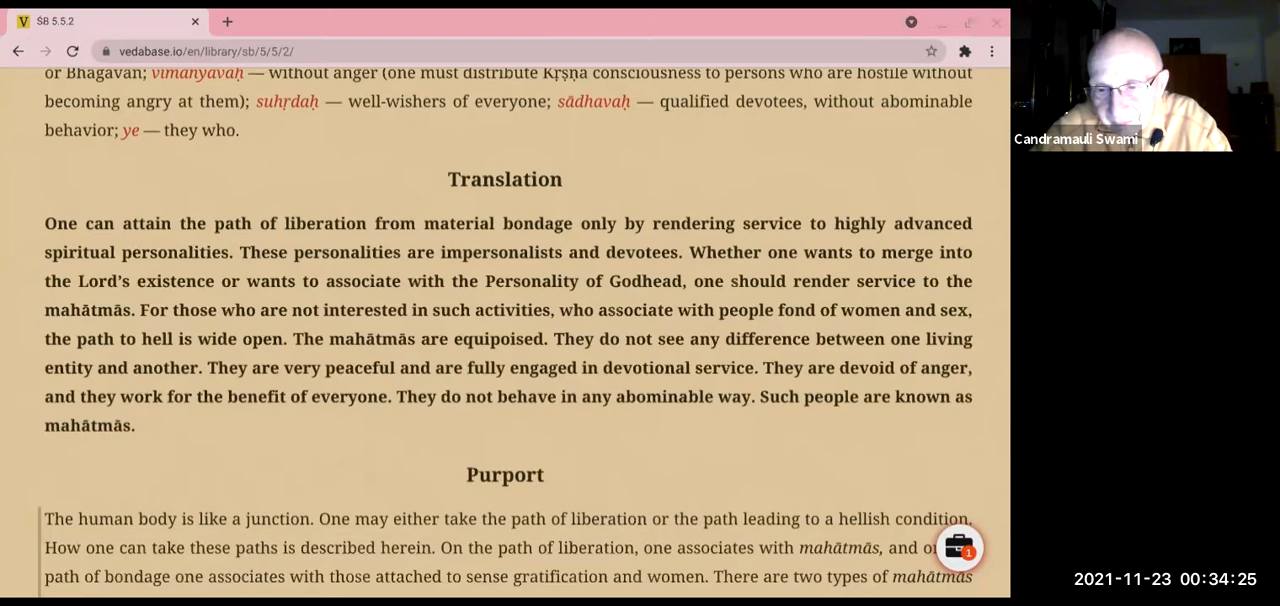 V
SB 5.5.2
vedabase.io/en/library/sb/5/5/2/
or Bhagavān; vimanyavaḥ — without anger (one must distribute Kṛṣṇa consciousness to persons who are hostile without
becoming angry at them); suhṛdaḥ — well-wishers of everyone; sādhavaḥ — qualified devotees, without abominable
behavior; ye — they who.
Translation
One can attain the path of liberation from material bondage only by rendering service to highly advanced
spiritual personalities. These personalities are impersonalists and devotees. Whether one wants to merge into
the Lord’s existence or wants to associate with the Personality of Godhead, one should render service to the
mahātmās. For those who are not interested in such activities, who associate with people fond of women and sex,
the path to hell is wide open. The mahātmās are equipoised. They do not see any difference between one living
entity and another. They are very peaceful and are fully engaged in devotional service. They are devoid of anger,
and they work for the benefit of everyone. They do not behave in any abominable way. Such people are known as
mahātmās.
Purport
The human body is like a junction. One may either take the path of liberation or the path leading to a hellish condition.
How one can take these paths is described herein. On the path of liberation, one associates with mahātmās, and
path of bondage one associates with those attached to sense gratification and women. There are two types of mahātmās
1
Candramauli Swami
2021-11-23 00:34:25